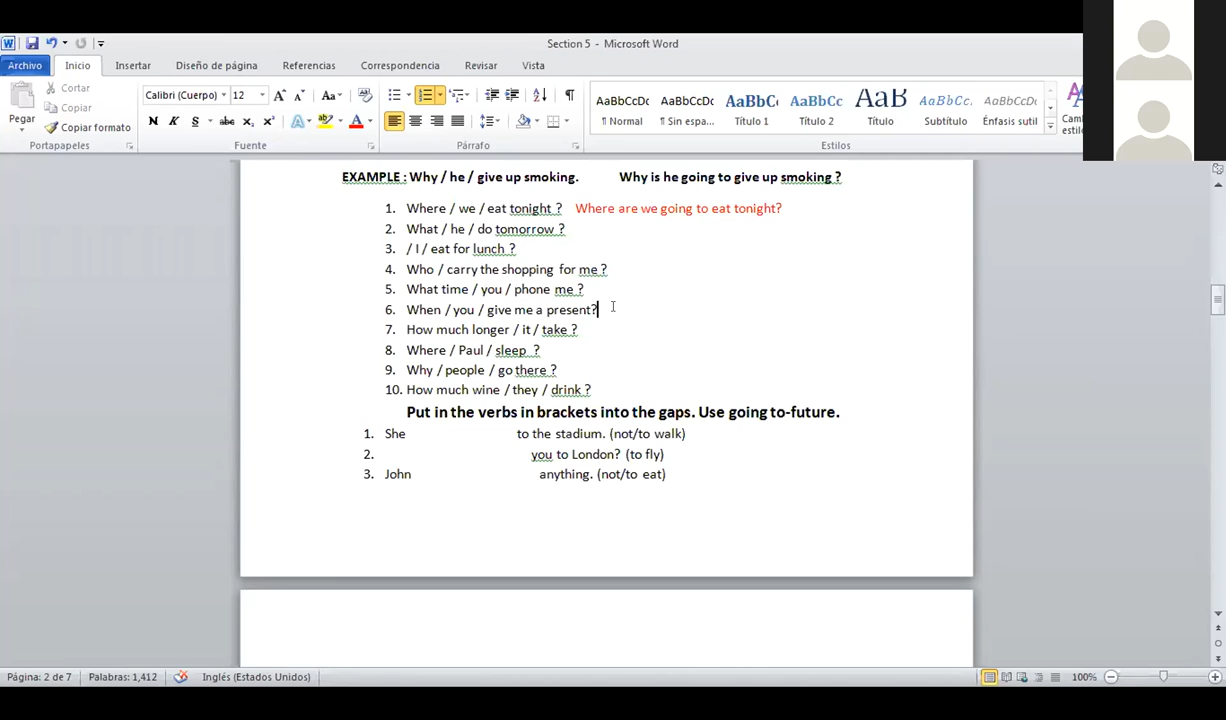 Section 5 - Microsoft Word
Archivo Inicio Insertar Diseño de página Referencias Correspondencia Revisar Vista
Pegar
Cortar
Copiar
Copiar formato
Calibri (Cuerpo) 12
N K S abc x₂ x² A ab A
AaBbCcDc AaBbCcDc AaBbC AaBbCc AaB AaBbCc. AaBbCcDc
¶ Normal ¶ Sin espa... Título 1 Título 2 Título Subtítulo Énfasis sutil
Portapapeles Fuente Párrafo Estilos
EXAMPLE : Why / he / give up smoking. Why is he going to give up smoking ?
1. Where / we / eat tonight ? Where are we going to eat tonight?
2. What / he / do tomorrow ?
3. / I / eat for lunch ?
4. Who / carry the shopping for me ?
5. What time / you / phone me ?
6. When / you / give me a present?
7. How much longer / it / take ?
8. Where / Paul / sleep ?
9. Why / people / go there ?
10. How much wine / they / drink ?
Put in the verbs in brackets into the gaps. Use going to-future.
1. She to the stadium. (not/to walk)
2. you to London? (to fly)
3. John anything. (not/to eat)
Página: 2 de 7 Palabras: 1,412 Inglés (Estados Unidos) 100%